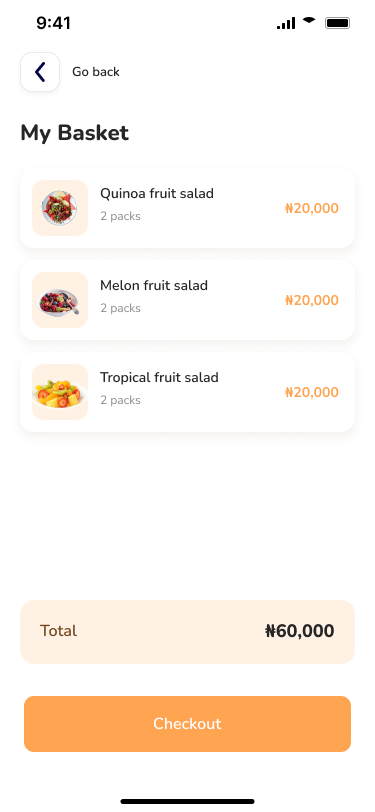 9:41
Go back
My Basket
Quinoa fruit salad
2 packs
₦20,000
Melon fruit salad
2 packs
₦20,000
Tropical fruit salad
2 packs
₦20,000
Total
₦60,000
Checkout